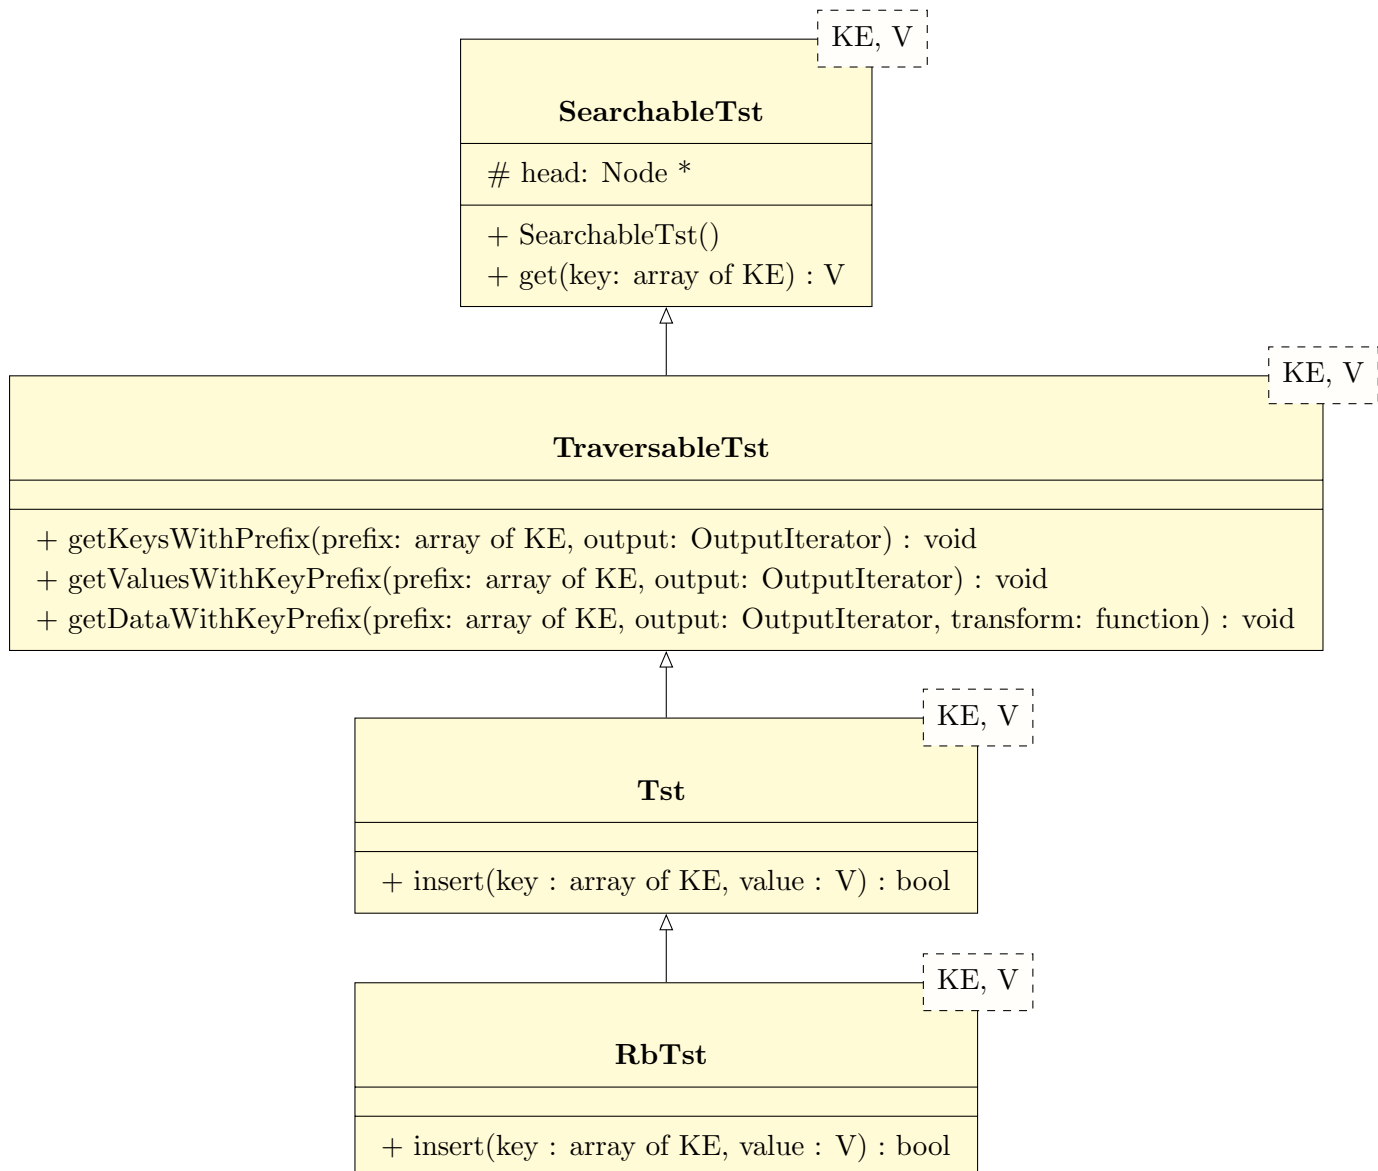 KE, V
SearchableTst
# head: Node *
+ SearchableTst()
+ get(key: array of KE) : V
KE, V
TraversableTst
+ getKeysWithPrefix(prefix: array of KE, output: OutputIterator) : void
+ getValuesWithKeyPrefix(prefix: array of KE, output: OutputIterator) : void
+ getDataWithKeyPrefix(prefix: array of KE, output: OutputIterator, transform: function) : void
KE, V
Tst
+ insert(key : array of KE, value : V) : bool
KE, V
RbTst
+ insert(key : array of KE, value : V) : bool